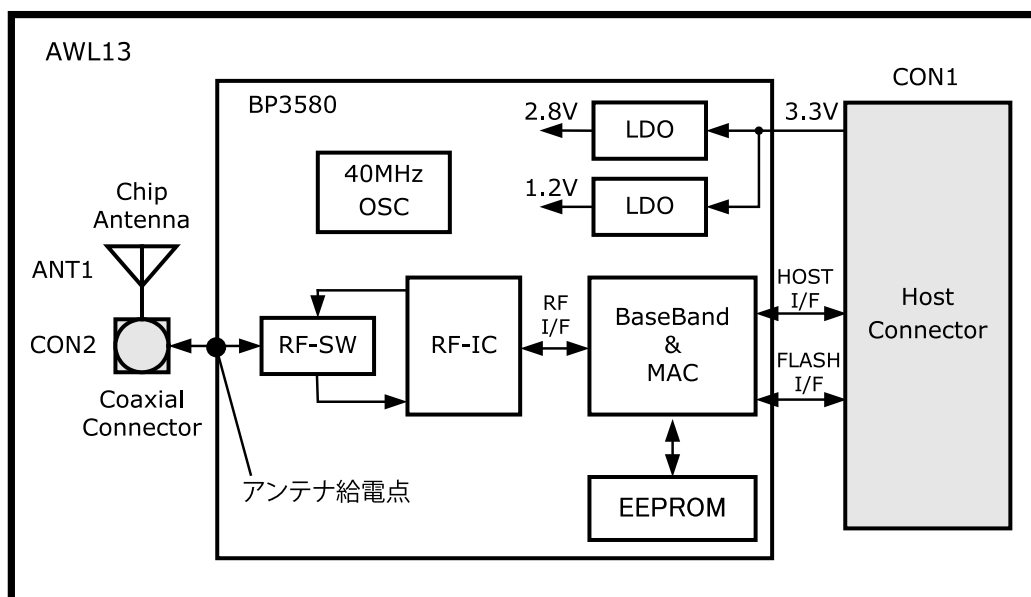 AWL13
CON1
BP3580
2.8V
LDO
3.3V
40MHz
OSC
1.2V
LDO
Chip
Antenna
ANT1
CON2
Coaxial
Connector
RF-SW
RF-IC
RF
I/F
BaseBand
&
MAC
HOST
I/F
FLASH
I/F
Host
Connector
アンテナ給電点
EEPROM